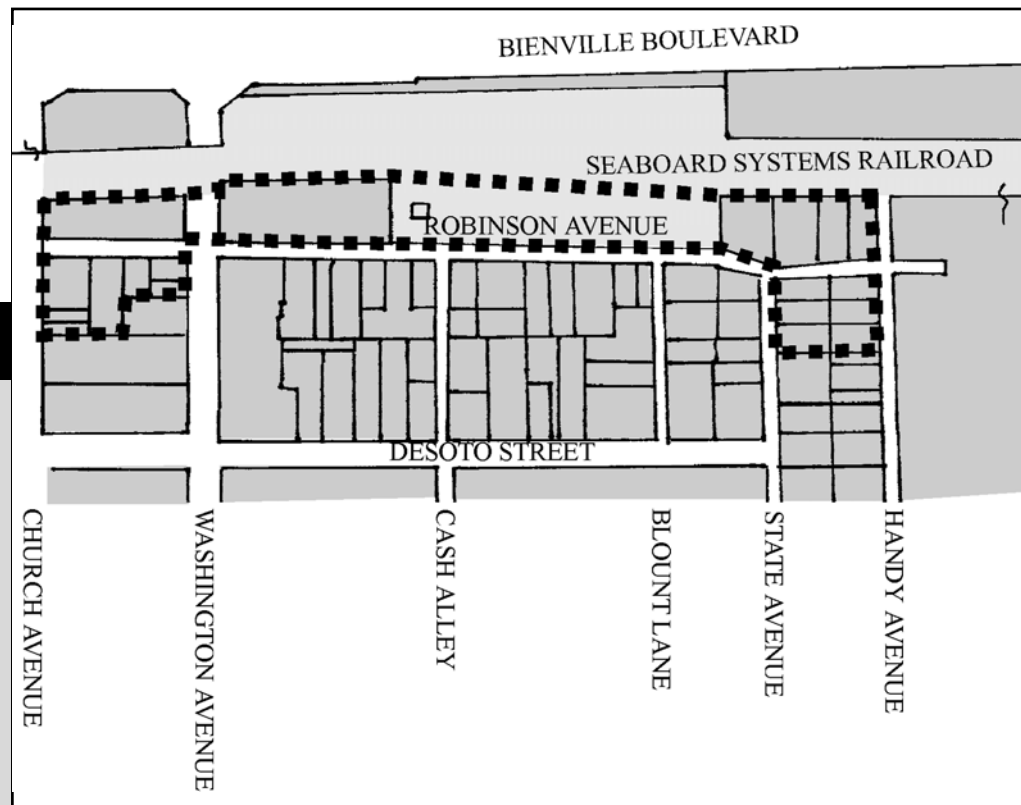 BIENVILLE BOULEVARD
SEABOARD SYSTEMS RAILROAD
ROBINSON AVENUE
DESOTO STREET
CHURCH AVENUE
WASHINGTON AVENUE
CASH ALLEY
BLOUNT LANE
STATE AVENUE
HANDY AVENUE